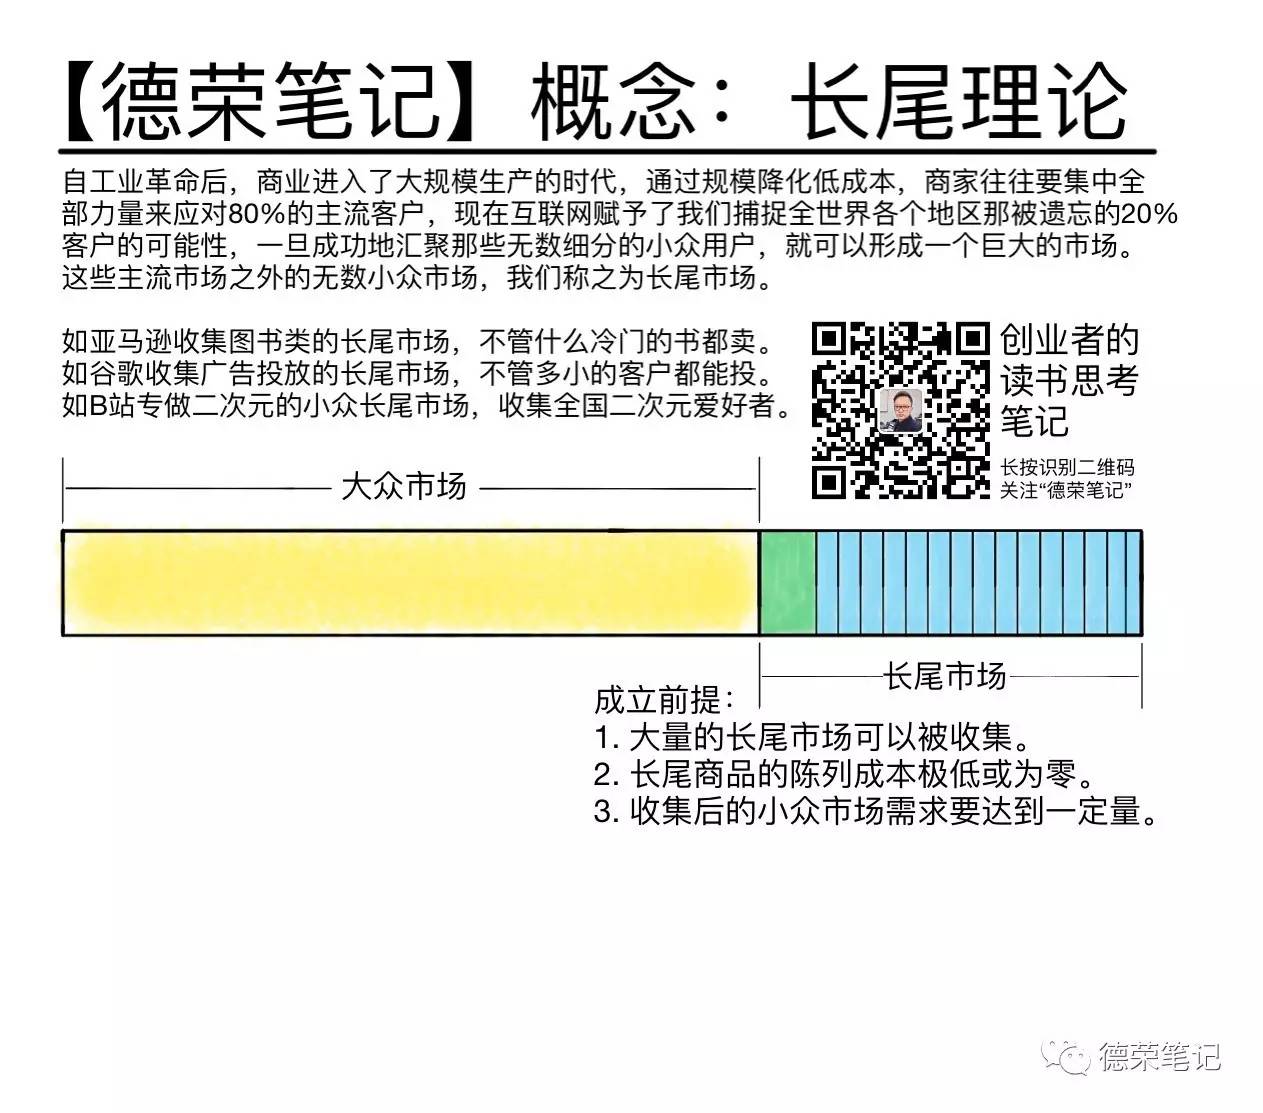 【德荣笔记】概念：长尾理论
自工业革命后，商业进入了大规模生产的时代，通过规模降化低成本，商家往往要集中全
部力量来应对80%的主流客户，现在互联网赋予了我们捕捉全世界各个地区那被遗忘的20%
客户的可能性，一旦成功地汇聚那些无数细分的小众用户，就可以形成一个巨大的市场。
这些主流市场之外的无数小众市场，我们称之为长尾市场。
如亚马逊收集图书类的长尾市场，不管什么冷门的书都卖。
如谷歌收集广告投放的长尾市场，不管多小的客户都能投。
如B站专做二次元的小众长尾市场，收集全国二次元爱好者。
创业者的
读书思考
笔记
长按识别二维码
关注“德荣笔记”
大众市场
长尾市场
成立前提：
1. 大量的长尾市场可以被收集。
2. 长尾商品的陈列成本极低或为零。
3. 收集后的小众市场需求要达到一定量。
德荣笔记